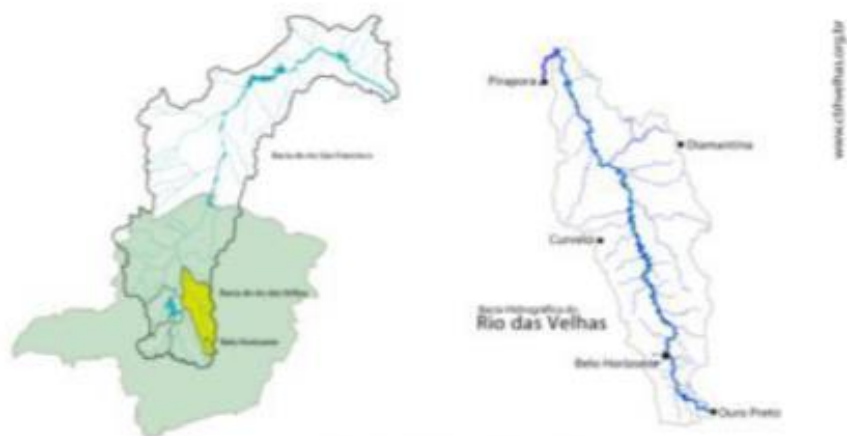 Bacia do rio São Francisco
Bacia do rio das Velhas
Belo Horizonte
Pirapora
Diamantina
Curvelo
Bacia Hidrográfica do
Rio das Velhas
Belo Horizonte
Ouro Preto
www.cbhvelhas.org.br